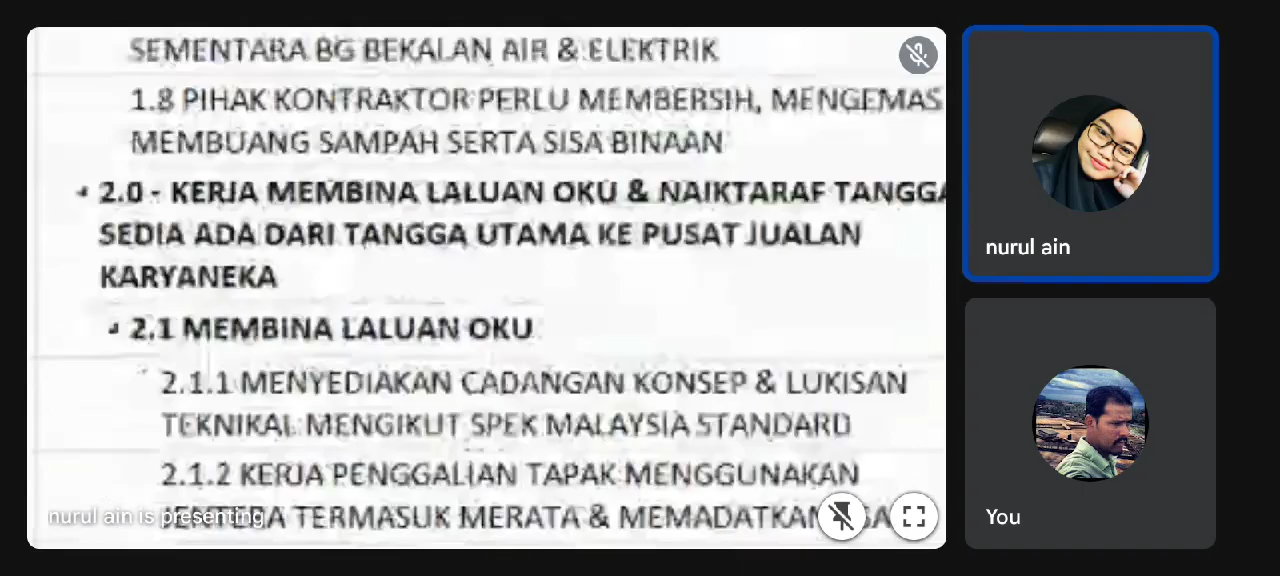 SEMENTARA BG BEKALAN AIR & ELEKTRIK
1.8 PIHAK KONTRAKTOR PERLU MEMBERSIH, MENGEMAS
MEMBUANG SAMPAH SERTA SISA BINAAN
2.0 - KERJA MEMBINA LALUAN OKU & NAIKTARAF TANGGA
SEDIA ADA DARI TANGGA UTAMA KE PUSAT JUALAN
KARYANEKA
2.1 MEMBINA LALUAN OKU
2.1.1 MENYEDIAKAN CADANGAN KONSEP & LUKISAN
TEKNIKAL MENGIKUT SPEK MALAYSIA STANDARD
2.1.2 KERJA PENGGALIAN TAPAK MENGGUNAKAN
TERMASUK MERATA & MEMADATKAN
nurul ain is presenting
nurul ain
You